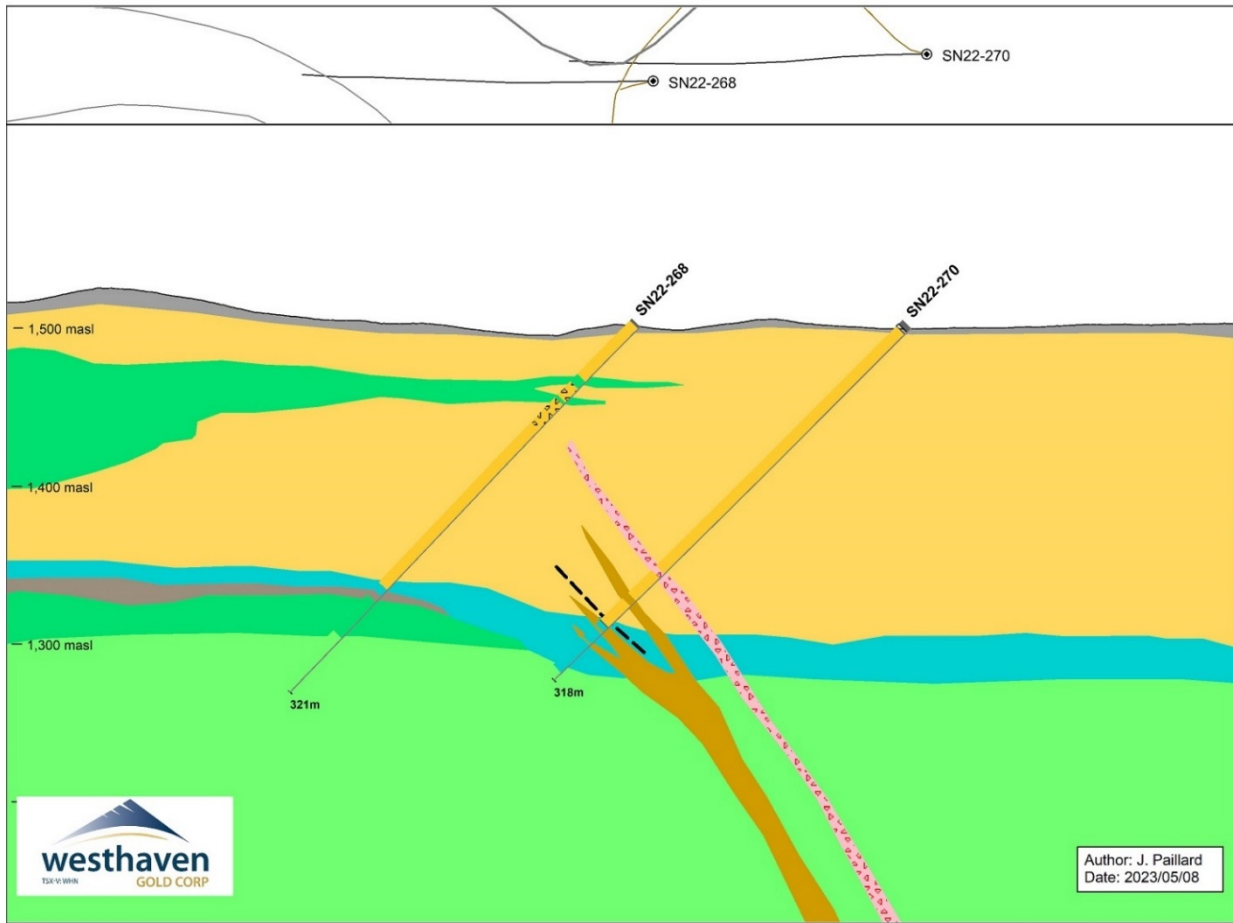 SN22-270
SN22-268
SN22-268
SN22-270
1,500 masl
1,400 masl
1,300 masl
321m
318m
westhaven
TSX-V: WHN
GOLD CORP
Author: J. Paillard
Date: 2023/05/08